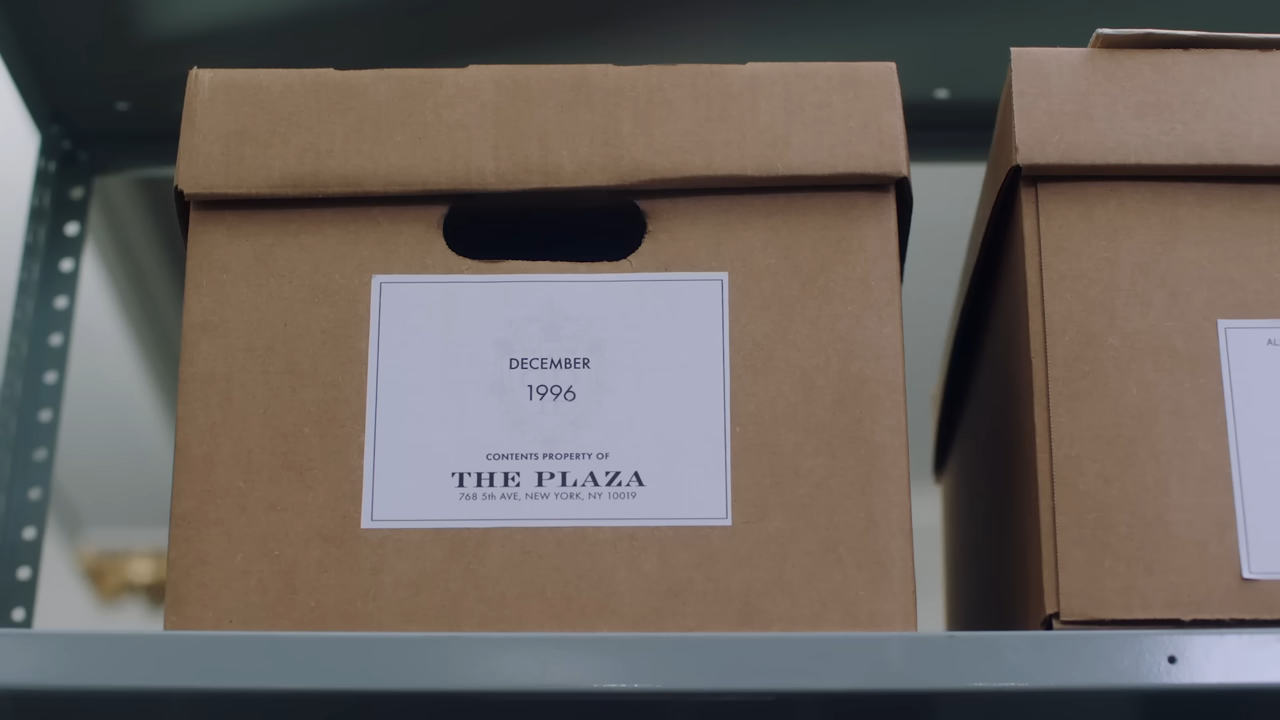 DECEMBER
1996
CONTENTS PROPERTY OF
THE PLAZA
768 5th AVE, NEW YORK, NY 10019